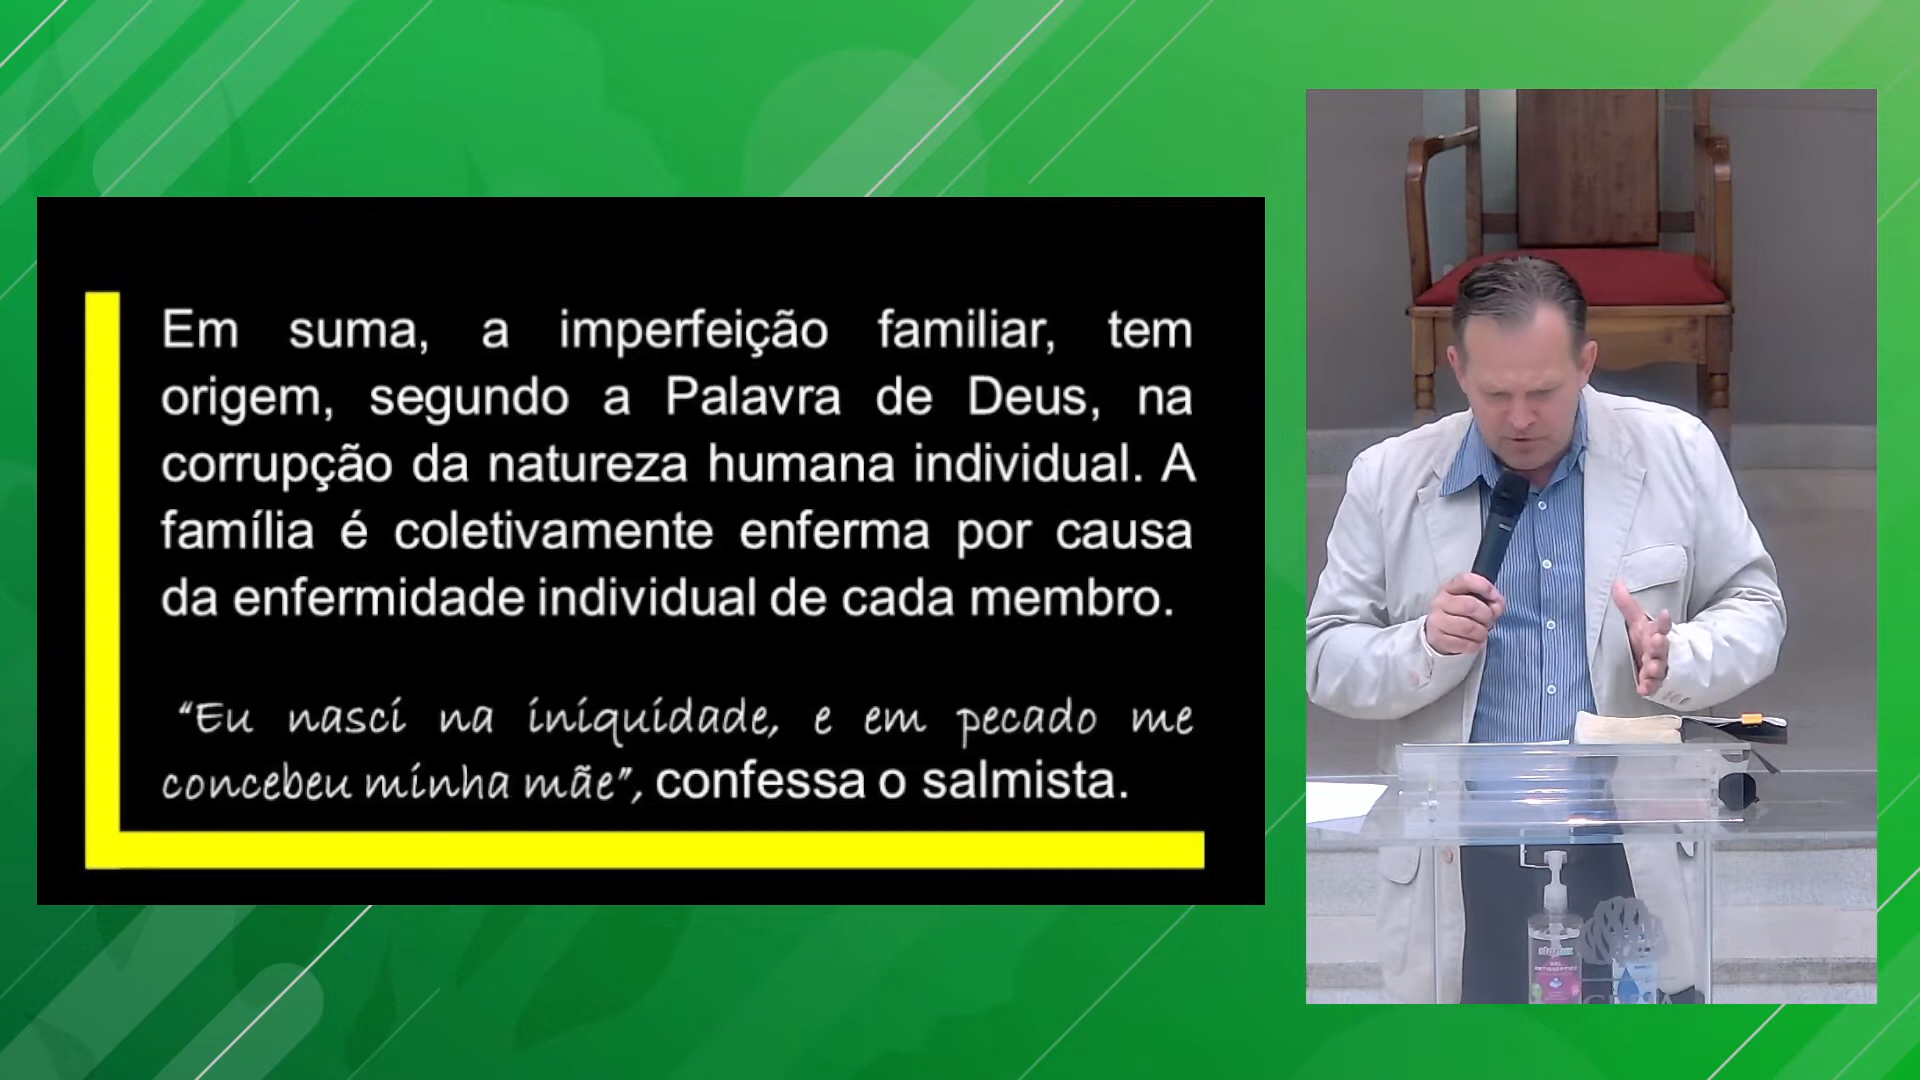 Em suma, a imperfeição familiar, tem
origem, segundo a Palavra de Deus, na
corrupção da natureza humana individual. A
família é coletivamente enferma por causa
da enfermidade individual de cada membro.
“Eu nasci na iniquidade, e em pecado me
concebeu minha mãe”, confessa o salmista.
GEL
ANTISSÉPTICO